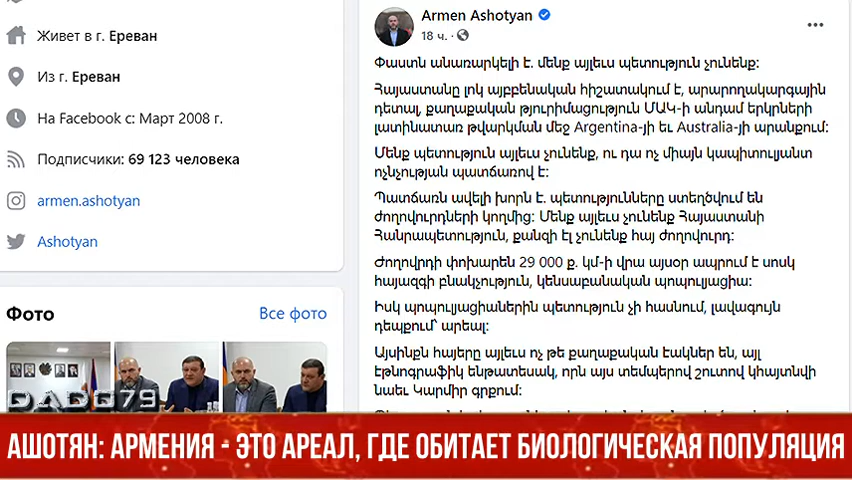 Живет в г. Ереван
Из г. Ереван
На Facebook с: Март 2008 г.
Подписчики: 69 123 человека
armen.ashotyan
Ashotyan
Фото
Все фото
DADO79
Armen Ashotyan
18 ч. ·
Փաստն անառարկելի է. մենք այլեւս պետություն չունենք։
Հայաստանը լոկ այբբենական հիշատակում է, արարողակարգային
դետալ, քաղաքական թյուրիմացություն ՄԱԿ-ի անդամ երկրների
լատինատառ թվարկման մեջ Argentina-յի եւ Australia-յի արանքում։
Մենք պետություն այլեւս չունենք, ու դա ոչ միայն կապիտուլյանտ
ոչնչության պատճառով է։
Պատճառն ավելի խորն է. պետությունները ստեղծվում են
ժողովուրդների կողմից։ Մենք այլեւս չունենք Հայաստանի
Հանրապետություն, քանզի էլ չունենք հայ ժողովուրդ։
Ժողովրդի փոխարեն 29 000 ք. կմ-ի վրա այսօր ապրում է սոսկ
հայազգի բնակչություն, կենսաբանական պոպուլյացիա։
Իսկ պոպուլյացիաներին պետություն չի հասնում, լավագույն
դեպքում՝ արեալ։
Այսինքն հայերը այլեւս ոչ թե քաղաքական էակներ են, այլ
էթնոգրաֆիկ ենթատեսակ, որն այս տեմպերով շուտով կհայտնվի
նաեւ Կարմիր գրքում։
АШОТЯН: АРМЕНИЯ - ЭТО АРЕАЛ, ГДЕ ОБИТАЕТ БИОЛОГИЧЕСКАЯ ПОПУЛЯЦИЯ